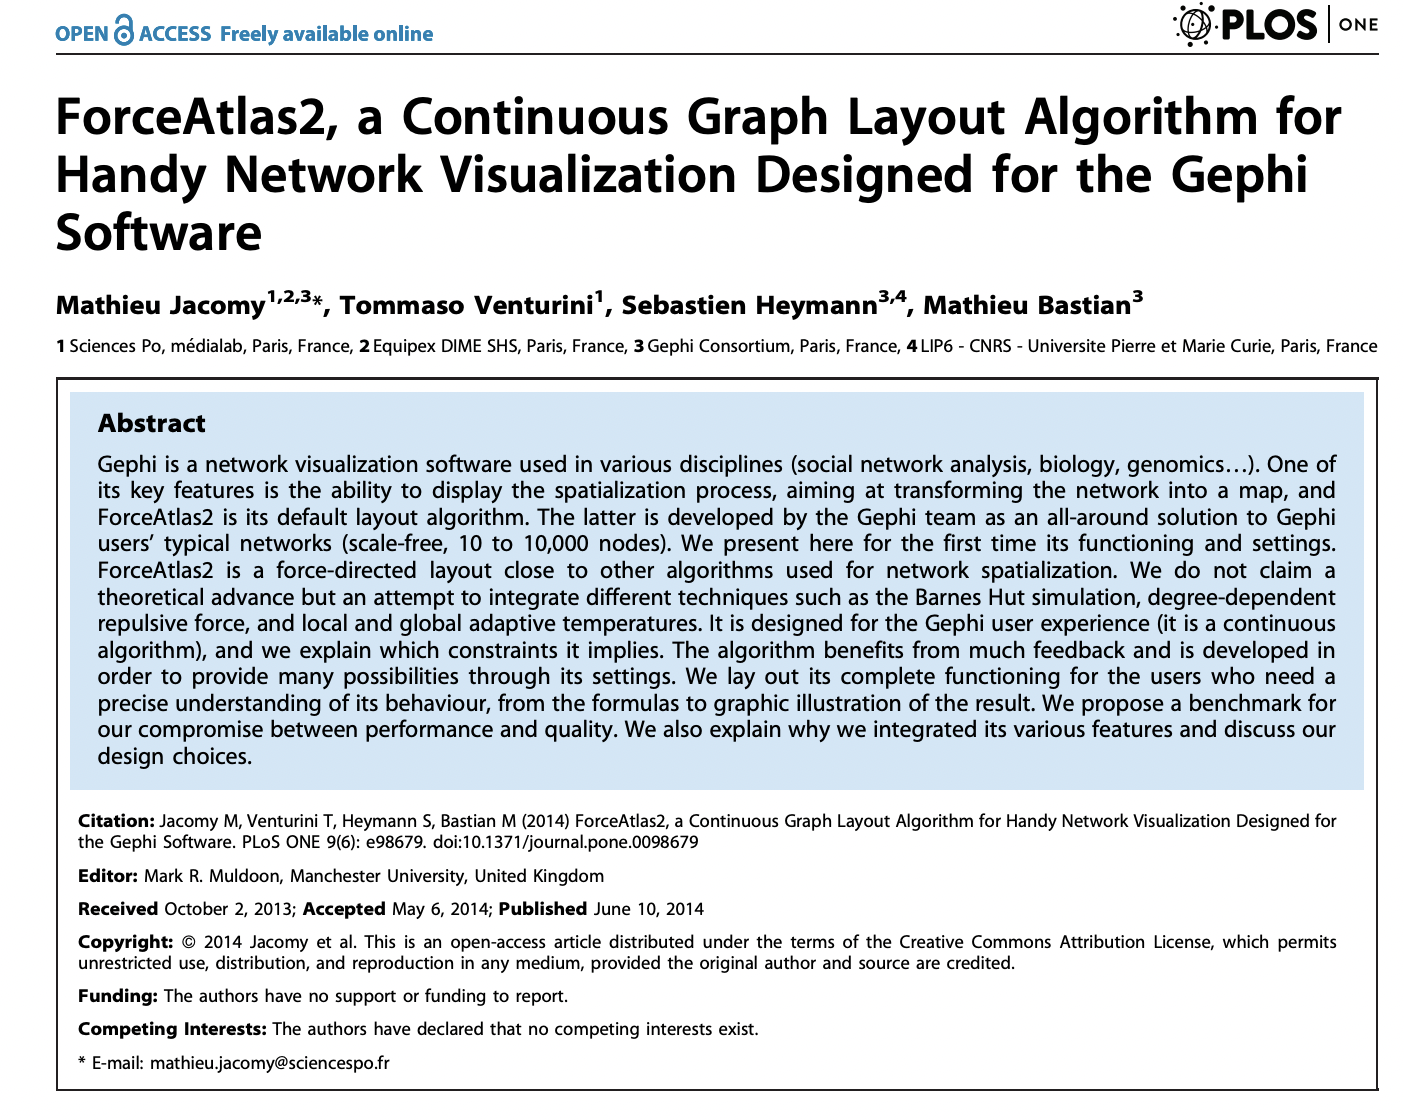 OPEN ACCESS Freely available online
PLOS ONE
ForceAtlas2, a Continuous Graph Layout Algorithm for
Handy Network Visualization Designed for the Gephi
Software
Mathieu Jacomy1,2,3*, Tommaso Venturini1, Sebastien Heymann3,4, Mathieu Bastian3
1 Sciences Po, médialab, Paris, France, 2 Equipex DIME SHS, Paris, France, 3 Gephi Consortium, Paris, France, 4 LIP6 - CNRS - Universite Pierre et Marie Curie, Paris, France
Abstract
Gephi is a network visualization software used in various disciplines (social network analysis, biology, genomics…). One of
its key features is the ability to display the spatialization process, aiming at transforming the network into a map, and
ForceAtlas2 is its default layout algorithm. The latter is developed by the Gephi team as an all-around solution to Gephi
users’ typical networks (scale-free, 10 to 10,000 nodes). We present here for the first time its functioning and settings.
ForceAtlas2 is a force-directed layout close to other algorithms used for network spatialization. We do not claim a
theoretical advance but an attempt to integrate different techniques such as the Barnes Hut simulation, degree-dependent
repulsive force, and local and global adaptive temperatures. It is designed for the Gephi user experience (it is a continuous
algorithm), and we explain which constraints it implies. The algorithm benefits from much feedback and is developed in
order to provide many possibilities through its settings. We lay out its complete functioning for the users who need a
precise understanding of its behaviour, from the formulas to graphic illustration of the result. We propose a benchmark for
our compromise between performance and quality. We also explain why we integrated its various features and discuss our
design choices.
Citation: Jacomy M, Venturini T, Heymann S, Bastian M (2014) ForceAtlas2, a Continuous Graph Layout Algorithm for Handy Network Visualization Designed for
the Gephi Software. PLoS ONE 9(6): e98679. doi:10.1371/journal.pone.0098679
Editor: Mark R. Muldoon, Manchester University, United Kingdom
Received October 2, 2013; Accepted May 6, 2014; Published June 10, 2014
Copyright: © 2014 Jacomy et al. This is an open-access article distributed under the terms of the Creative Commons Attribution License, which permits
unrestricted use, distribution, and reproduction in any medium, provided the original author and source are credited.
Funding: The authors have no support or funding to report.
Competing Interests: The authors have declared that no competing interests exist.
* E-mail: mathieu.jacomy@sciencespo.fr